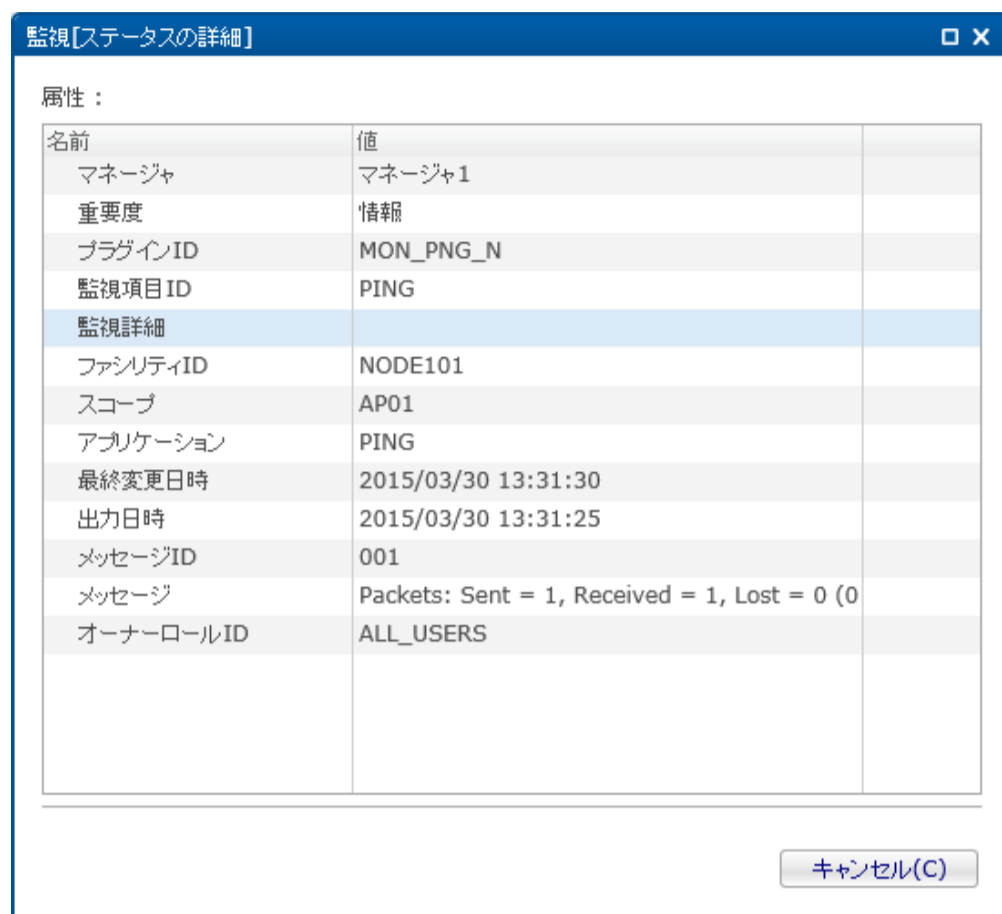 監視[ステータスの詳細]
属性：
名前 値
マネージャ マネージャ1
重要度 情報
プラグインID MON_PNG_N
監視項目ID PING
監視詳細
ファシリティID NODE101
スコープ AP01
アプリケーション PING
最終変更日時 2015/03/30 13:31:30
出力日時 2015/03/30 13:31:25
メッセージID 001
メッセージ Packets: Sent = 1, Received = 1, Lost = 0 (0
オーナーロールID ALL_USERS
キャンセル(C)